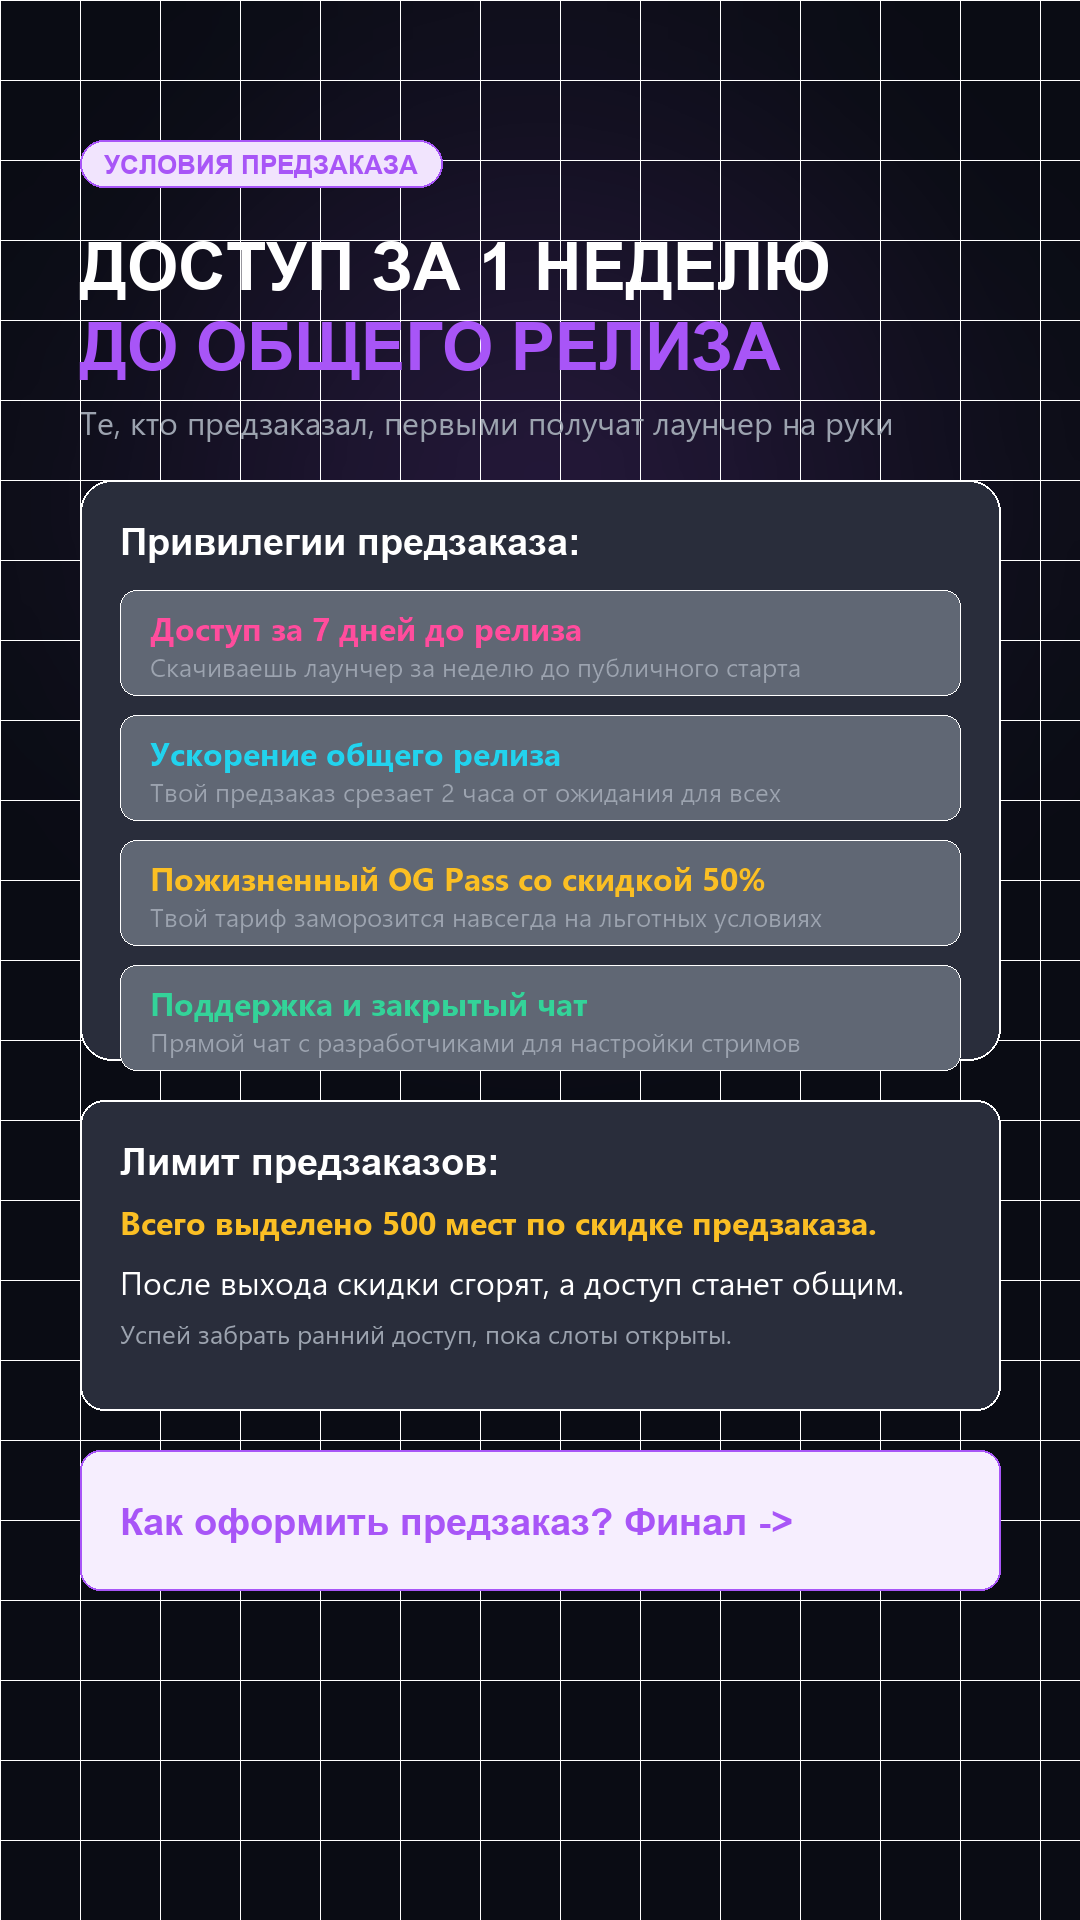 УСЛОВИЯ ПРЕДЗАКАЗА
ДОСТУП ЗА 1 НЕДЕЛЮ
ДО ОБЩЕГО РЕЛИЗА
Те, кто предзаказал, первыми получат лаунчер на руки
Привилегии предзаказа:
Доступ за 7 дней до релиза
Скачиваешь лаунчер за неделю до публичного старта
Ускорение общего релиза
Твой предзаказ срезает 2 часа от ожидания для всех
Пожизненный OG Pass со скидкой 50%
Твой тариф заморозится навсегда на льготных условиях
Поддержка и закрытый чат
Прямой чат с разработчиками для настройки стримов
Лимит предзаказов:
Всего выделено 500 мест по скидке предзаказа.
После выхода скидки сгорят, а доступ станет общим.
Успей забрать ранний доступ, пока слоты открыты.
Как оформить предзаказ? Финал ->